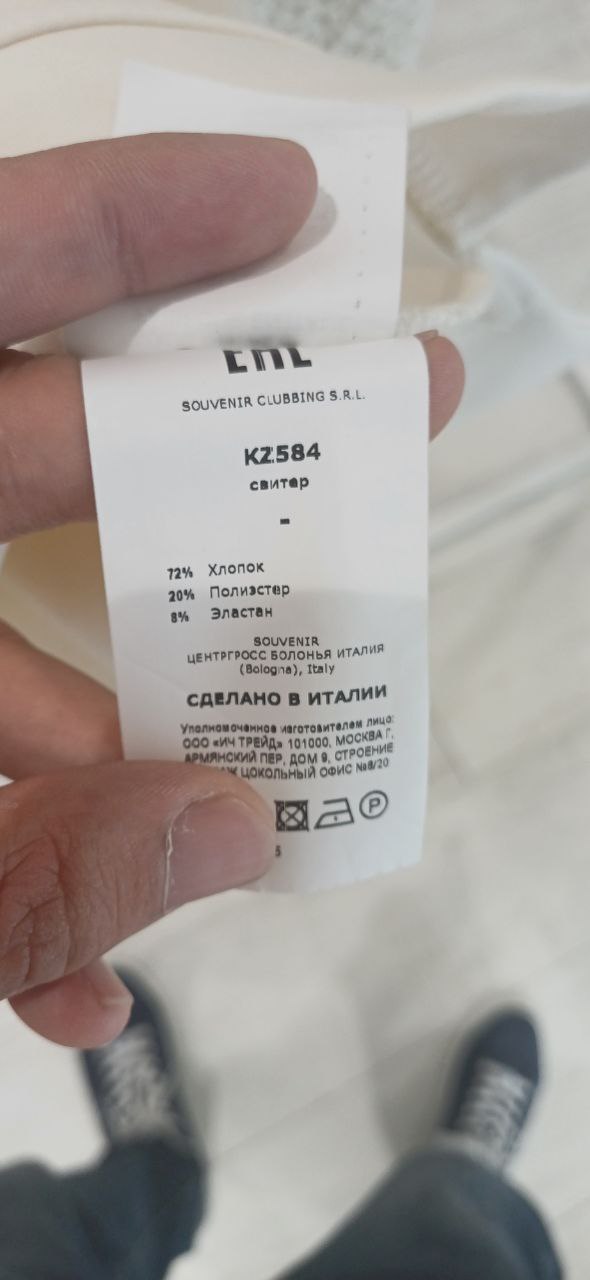 EAC
SOUVENIR CLUBBING S.R.L.
KZ584
свитер
-
72% Хлопок
20% Полиэстер
8% Эластан
SOUVENIR
ЦЕНТРГРОСС БОЛОНЬЯ ИТАЛИЯ
(Bologna), Italy
СДЕЛАНО В ИТАЛИИ
Уполномоченное изготовителем лицо:
ООО «ИЧ ТРЕЙД» 101000, МОСКВА Г,
АРМЯНСКИЙ ПЕР, ДОМ 9, СТРОЕНИЕ
ЦОКОЛЬНЫЙ ОФИС №8/20
P